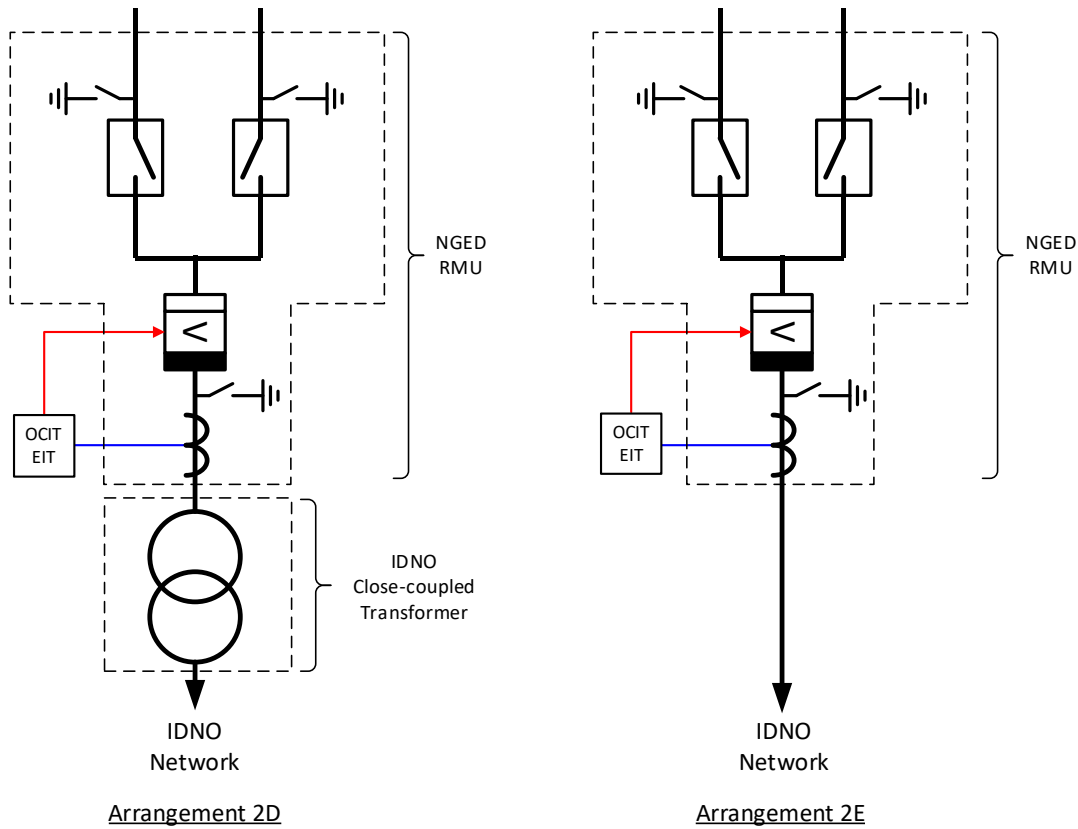 NGED
RMU
OCIT
EIT
IDNO
Close-coupled
Transformer
IDNO
Network
Arrangement 2D
NGED
RMU
OCIT
EIT
IDNO
Network
Arrangement 2E